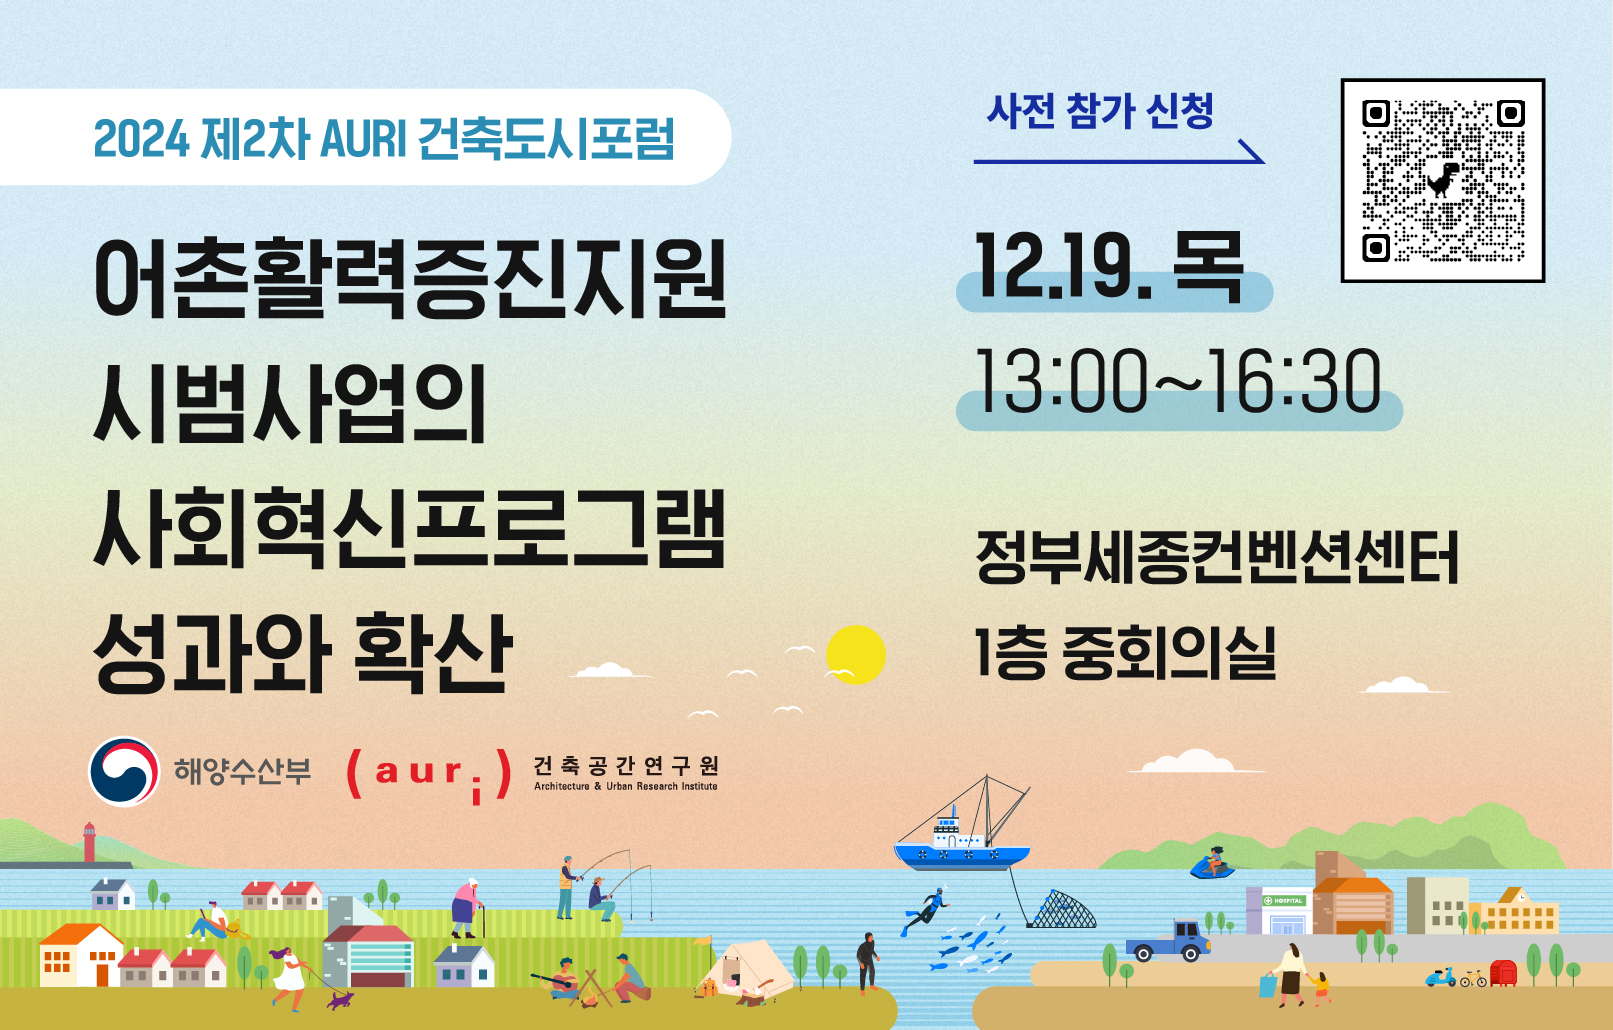 2024 제2차 AURI 건축도시포럼
어촌활력증진지원
시범사업의
사회혁신프로그램
성과와 확산
해양수산부
(auri)
건축공간연구원
Architecture & Urban Research Institute
사전 참가 신청
12.19. 목
13:00~16:30
정부세종컨벤션센터
1층 중회의실
HOSPITAL